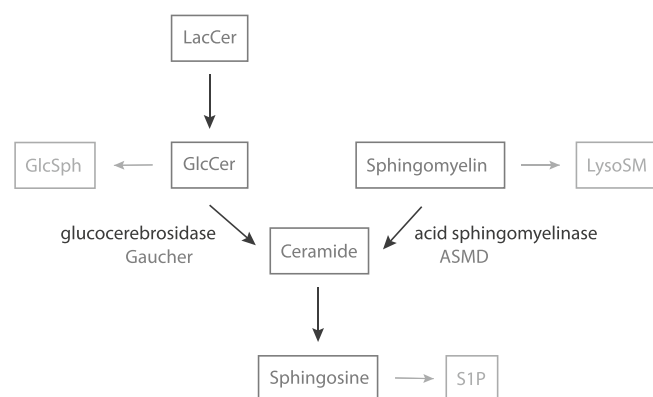 LacCer
GlcSph
GlcCer
Sphingomyelin
LysoSM
glucocerebrosidase
Gaucher
Ceramide
acid sphingomyelinase
ASMD
Sphingosine
S1P